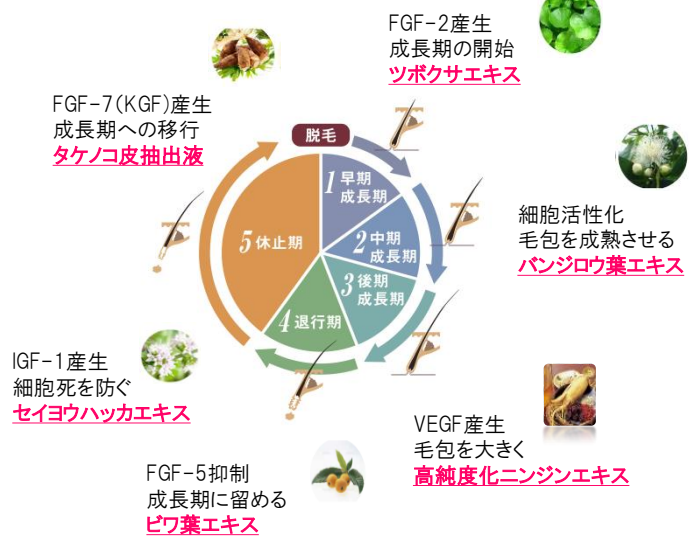 FGF-2産生
成長期の開始
ツボクサエキス
FGF-7(KGF)産生
成長期への移行
タケノコ皮抽出液
脱毛
1 早期
成長期
2 中期
成長期
3 後期
成長期
4 退行期
5 休止期
細胞活性化
毛包を成熟させる
バンジロウ葉エキス
IGF-1産生
細胞死を防ぐ
セイヨウハッカエキス
VEGF産生
毛包を大きく
高純度化ニンジンエキス
FGF-5抑制
成長期に留める
ビワ葉エキス